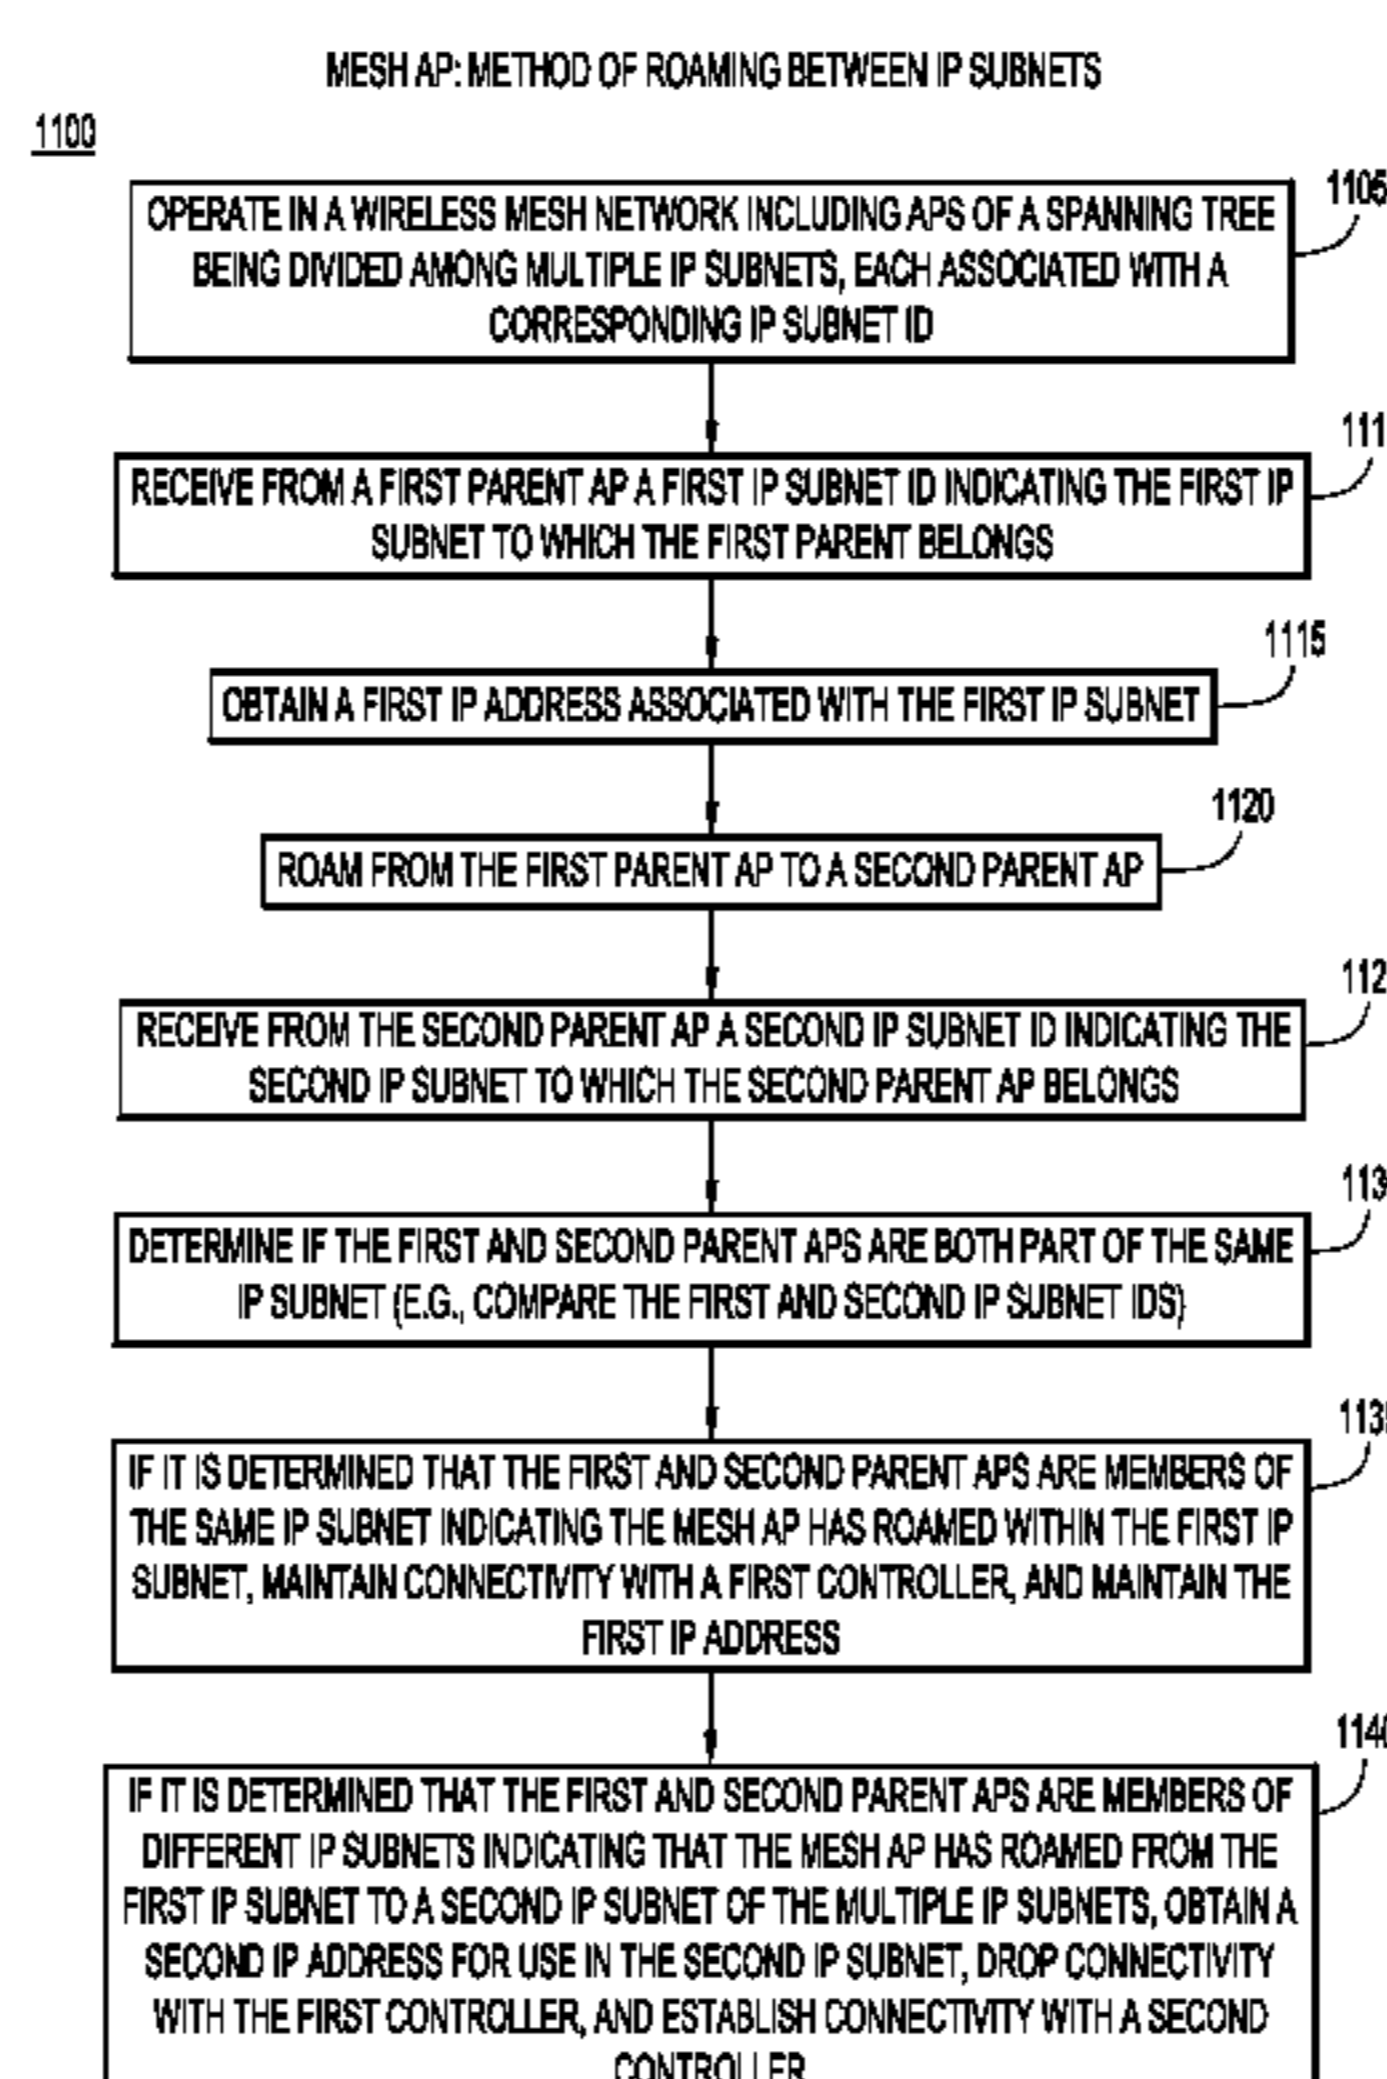 MESH AP: METHOD OF ROAMING BETWEEN IP SUBNETS
1100
1105
OPERATE IN A WIRELESS MESH NETWORK INCLUDING APS OF A SPANNING TREE
BEING DIVIDED AMONG MULTIPLE IP SUBNETS, EACH ASSOCIATED WITH A
CORRESPONDING IP SUBNET ID
111
RECEIVE FROM A FIRST PARENT AP A FIRST IP SUBNET ID INDICATING THE FIRST IP
SUBNET TO WHICH THE FIRST PARENT BELONGS
1115
OBTAIN A FIRST IP ADDRESS ASSOCIATED WITH THE FIRST IP SUBNET
1120
ROAM FROM THE FIRST PARENT AP TO A SECOND PARENT AP
112
RECEIVE FROM THE SECOND PARENT AP A SECOND IP SUBNET ID INDICATING THE
SECOND IP SUBNET TO WHICH THE SECOND PARENT AP BELONGS
113
DETERMINE IF THE FIRST AND SECOND PARENT APS ARE BOTH PART OF THE SAME
IP SUBNET (E.G., COMPARE THE FIRST AND SECOND IP SUBNET IDS)
1135
IF IT IS DETERMINED THAT THE FIRST AND SECOND PARENT APS ARE MEMBERS OF
THE SAME IP SUBNET INDICATING THE MESH AP HAS ROAMED WITHIN THE FIRST IP
SUBNET, MAINTAIN CONNECTIVITY WITH A FIRST CONTROLLER, AND MAINTAIN THE
FIRST IP ADDRESS
1140
IF IT IS DETERMINED THAT THE FIRST AND SECOND PARENT APS ARE MEMBERS OF
DIFFERENT IP SUBNETS INDICATING THAT THE MESH AP HAS ROAMED FROM THE
FIRST IP SUBNET TO A SECOND IP SUBNET OF THE MULTIPLE IP SUBNETS, OBTAIN A
SECOND IP ADDRESS FOR USE IN THE SECOND IP SUBNET, DROP CONNECTIVITY
WITH THE FIRST CONTROLLER, AND ESTABLISH CONNECTIVITY WITH A SECOND
CONTROLLER